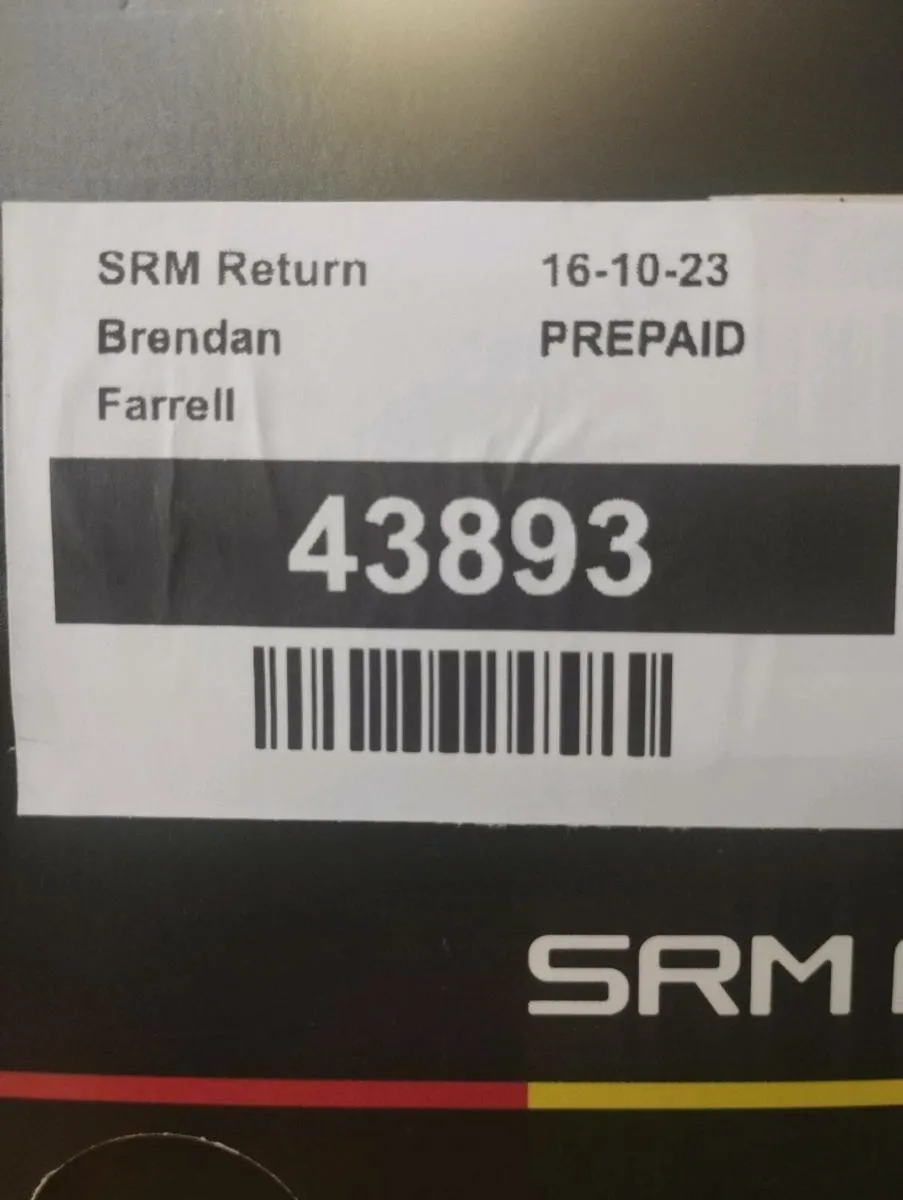 SRM Return
16-10-23
Brendan
PREPAID
Farrell
43893
SRM